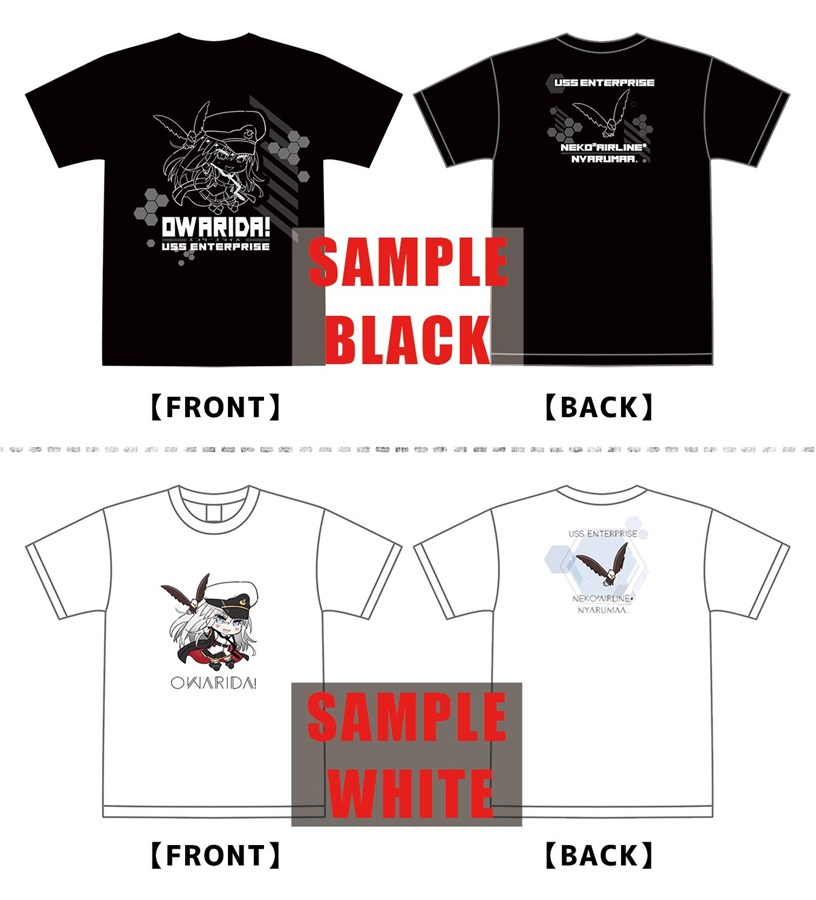 OWARIDA!
USS ENTERPRISE
USS ENTERPRISE
NEKO*AIRLINE*
NYARUMAA.
SAMPLE
BLACK
【FRONT】
【BACK】
OWARIDA!
USS ENTERPRISE
NEKO*AIRLINE*
NYARUMAA.
SAMPLE
WHITE
【FRONT】
【BACK】